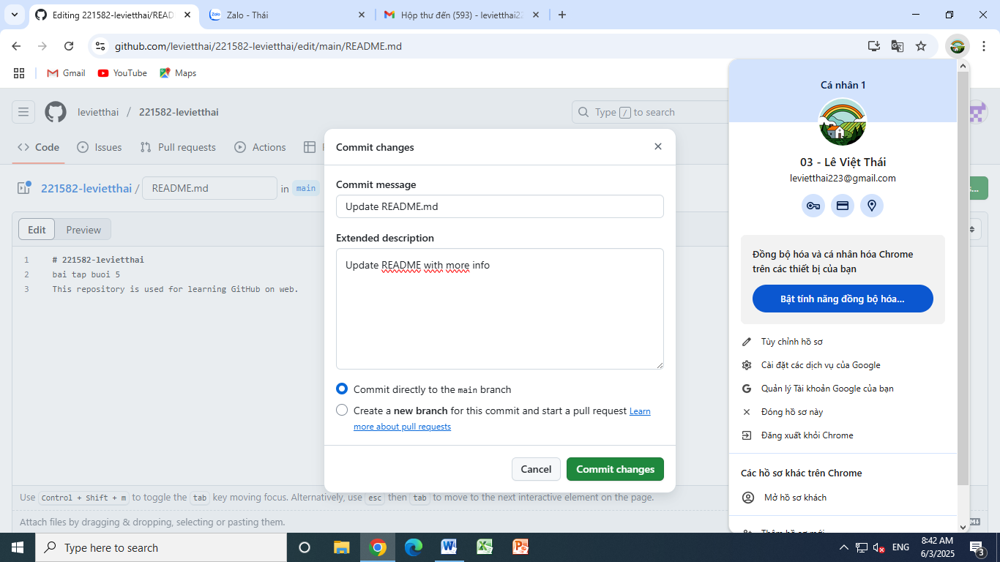 Editing 221582-levietthai/READ
Zalo - Thái
Hộp thư đến (593) - levietthai22
github.com/levietthai/221582-levietthai/edit/main/README.md
Gmail
YouTube
Maps
levietthai / 221582-levietthai
Type / to search
Code
Issues
Pull requests
Actions
221582-levietthai / README.md in main
Edit
Preview
1 # 221582-levietthai
2 bai tap buoi 5
3 This repository is used for learning GitHub on web.
Use Control + Shift + m to toggle the tab key moving focus. Alternatively, use esc then tab to move to the next interactive element on the page.
Attach files by dragging & dropping, selecting or pasting them.
Commit changes
Commit message
Update README.md
Extended description
Update README with more info
Commit directly to the main branch
Create a new branch for this commit and start a pull request Learn
more about pull requests
Cancel
Commit changes
Cá nhân 1
03 - Lê Việt Thái
levietthai223@gmail.com
Đồng bộ hóa và cá nhân hóa Chrome
trên các thiết bị của bạn
Bật tính năng đồng bộ hóa...
Tùy chỉnh hồ sơ
Cài đặt các dịch vụ của Google
Quản lý Tài khoản Google của bạn
Đóng hồ sơ này
Đăng xuất khỏi Chrome
Các hồ sơ khác trên Chrome
Mở hồ sơ khách
Thêm hồ sơ mới
Type here to search
ENG
8:42 AM
6/3/2025
3